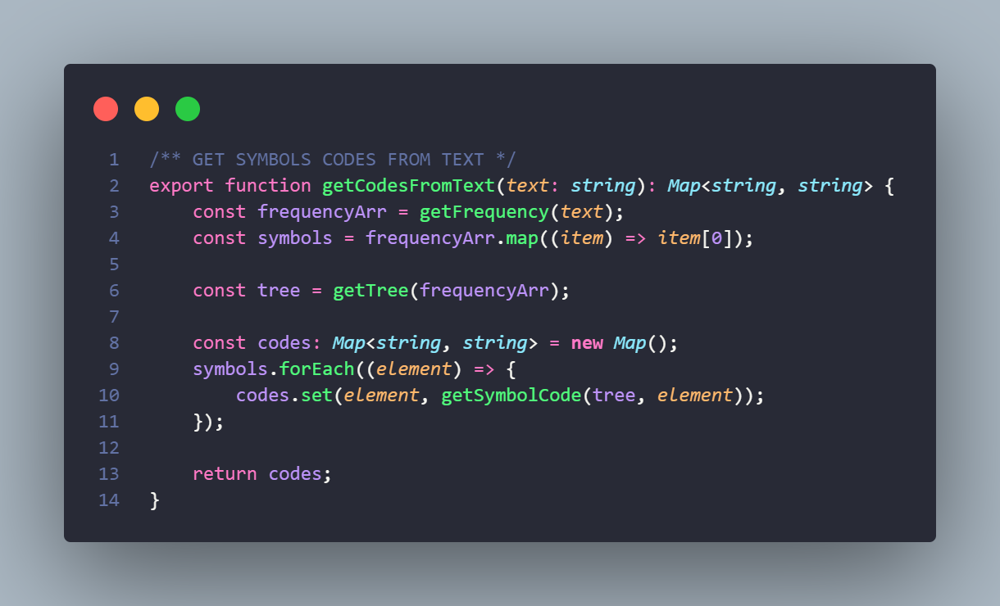 1 /** GET SYMBOLS CODES FROM TEXT */
2 export function getCodesFromText(text: string): Map<string, string> {
3     const frequencyArr = getFrequency(text);
4     const symbols = frequencyArr.map((item) => item[0]);
5
6     const tree = getTree(frequencyArr);
7
8     const codes: Map<string, string> = new Map();
9     symbols.forEach((element) => {
10         codes.set(element, getSymbolCode(tree, element));
11     });
12
13     return codes;
14 }